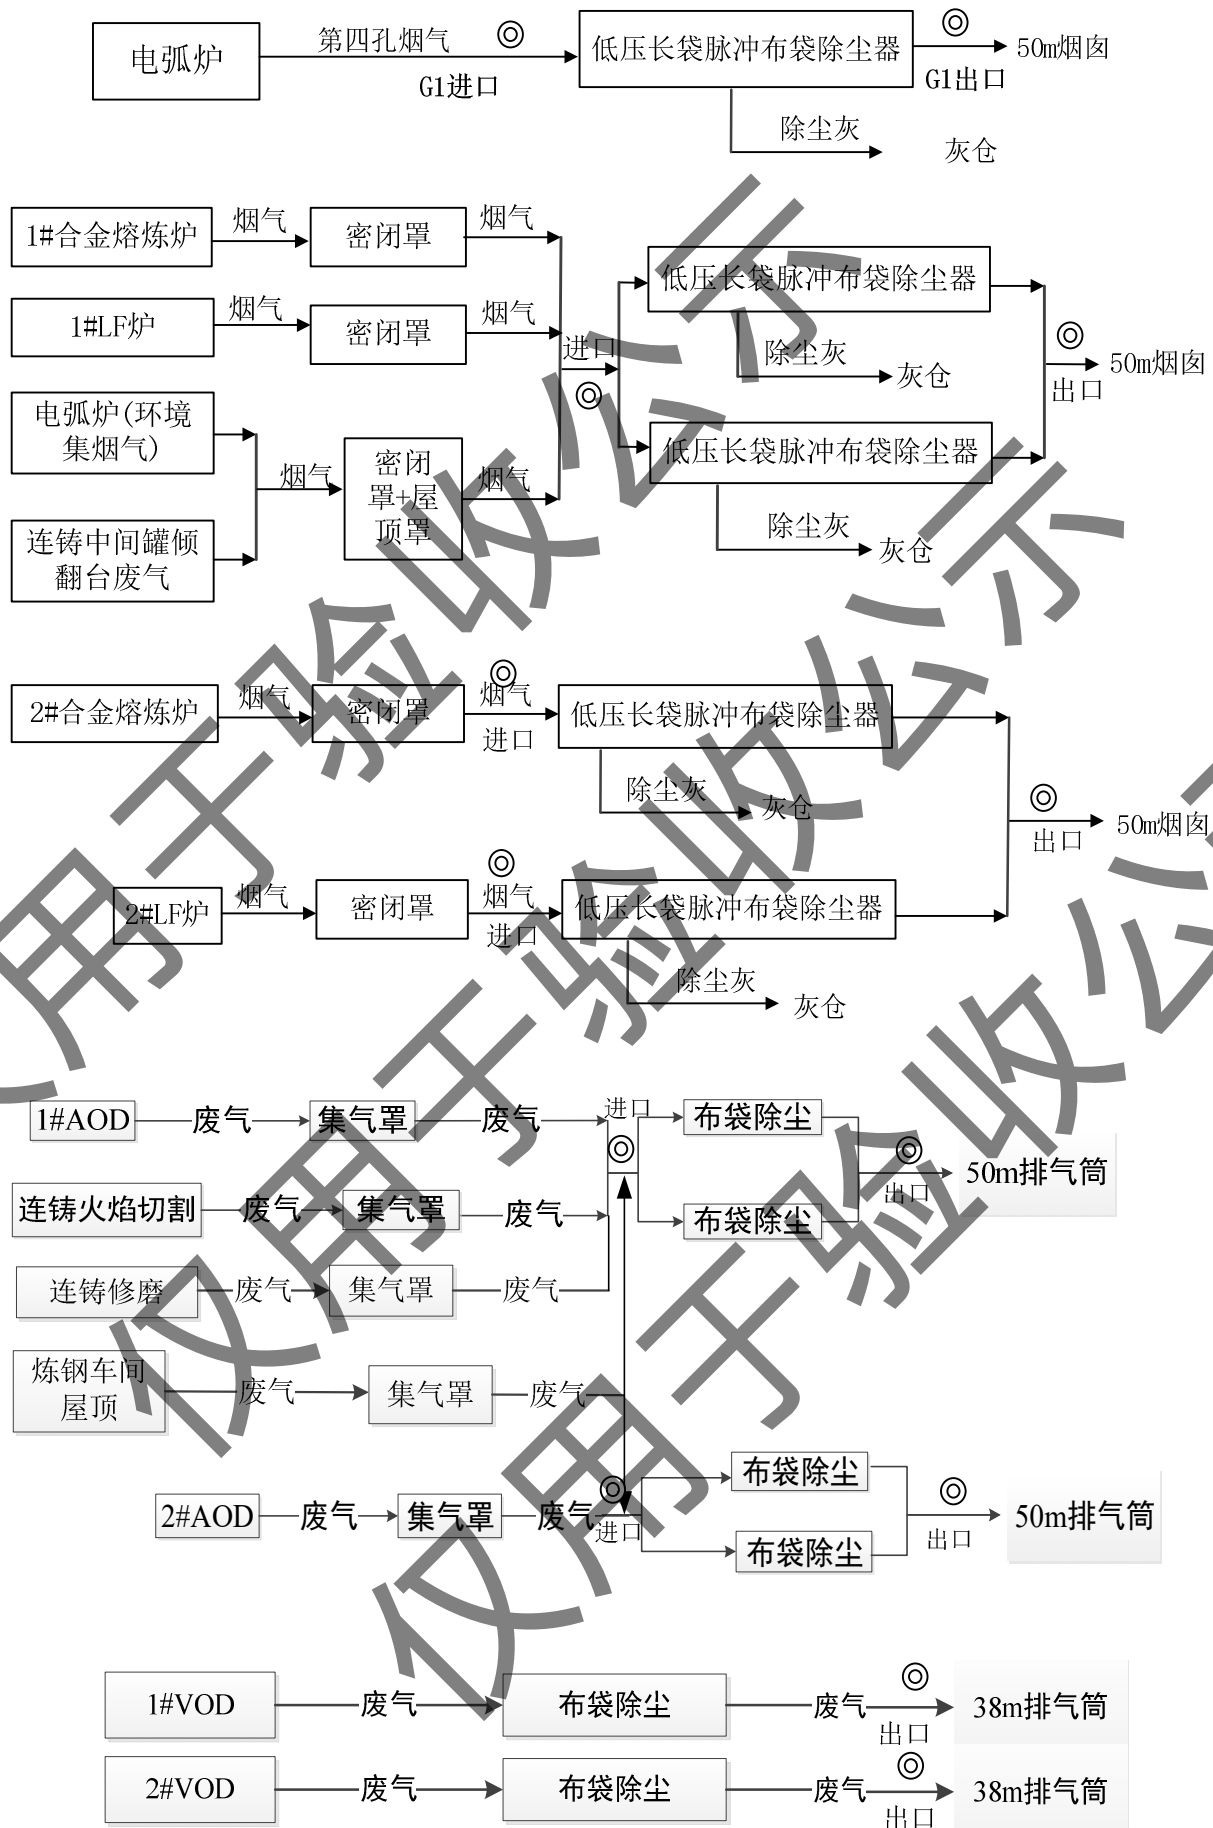 电弧炉
第四孔烟气
◎
G1进口
低压长袋脉冲布袋除尘器
◎
G1出口
50m烟囱
除尘灰
灰仓
1#合金熔炼炉
烟气
密闭罩
烟气
1#LF炉
烟气
密闭罩
烟气
电弧炉(环境
集烟气)
连铸中间罐倾
翻台废气
烟气
密闭
罩+屋
顶罩
烟气
进口
◎
低压长袋脉冲布袋除尘器
除尘灰
灰仓
低压长袋脉冲布袋除尘器
除尘灰
灰仓
◎
出口
50m烟囱
2#合金熔炼炉
烟气
密闭罩
◎
烟气
进口
低压长袋脉冲布袋除尘器
除尘灰
灰仓
2#LF炉
烟气
密闭罩
◎
烟气
进口
低压长袋脉冲布袋除尘器
除尘灰
灰仓
◎
出口
50m烟囱
1#AOD
废气
集气罩
废气
连铸火焰切割
废气
集气罩
废气
连铸修磨
废气
集气罩
废气
炼钢车间
屋顶
废气
集气罩
废气
进口
◎
布袋除尘
布袋除尘
◎
出口
50m排气筒
2#AOD
废气
集气罩
废气
◎
进口
布袋除尘
布袋除尘
◎
出口
50m排气筒
1#VOD
废气
布袋除尘
废气
◎
出口
38m排气筒
2#VOD
废气
布袋除尘
废气
◎
出口
38m排气筒
仅用于验收公示
仅用于验收公示
仅用于验收公示